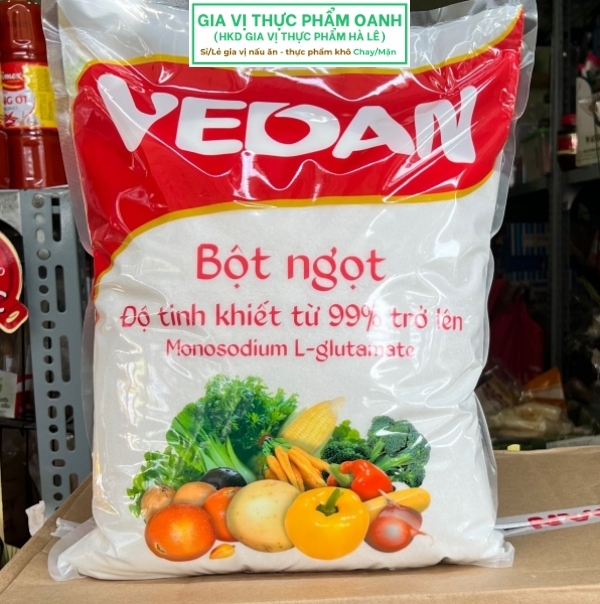 GIA VỊ THỰC PHẨM OANH
(HKD GIA VỊ THỰC PHẨM HÀ LÊ)
Sỉ/Lẻ gia vị nấu ăn - thực phẩm khô Chay/Mặn
VEDAN
Bột ngọt
Độ tinh khiết từ 99% trở lên
Monosodium L-glutamate